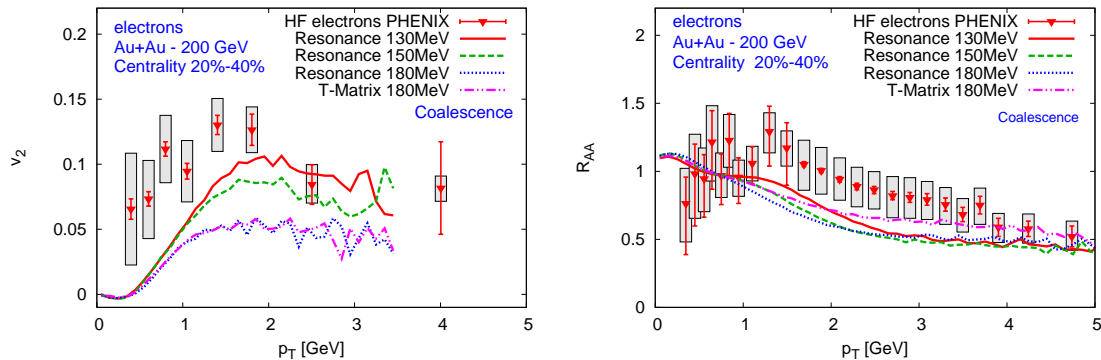 electrons
Au+Au - 200 GeV
Centrality 20%-40%
HF electrons PHENIX
Resonance 130MeV
Resonance 150MeV
Resonance 180MeV
T-Matrix 180MeV
Coalescence
0.2
0.15
0.1
0.05
0
v2
0 1 2 3 4 5
pT [GeV]
electrons
Au+Au - 200 GeV
Centrality 20%-40%
HF electrons PHENIX
Resonance 130MeV
Resonance 150MeV
Resonance 180MeV
T-Matrix 180MeV
Coalescence
2
1.5
1
0.5
0
RAA
0 1 2 3 4 5
pT [GeV]